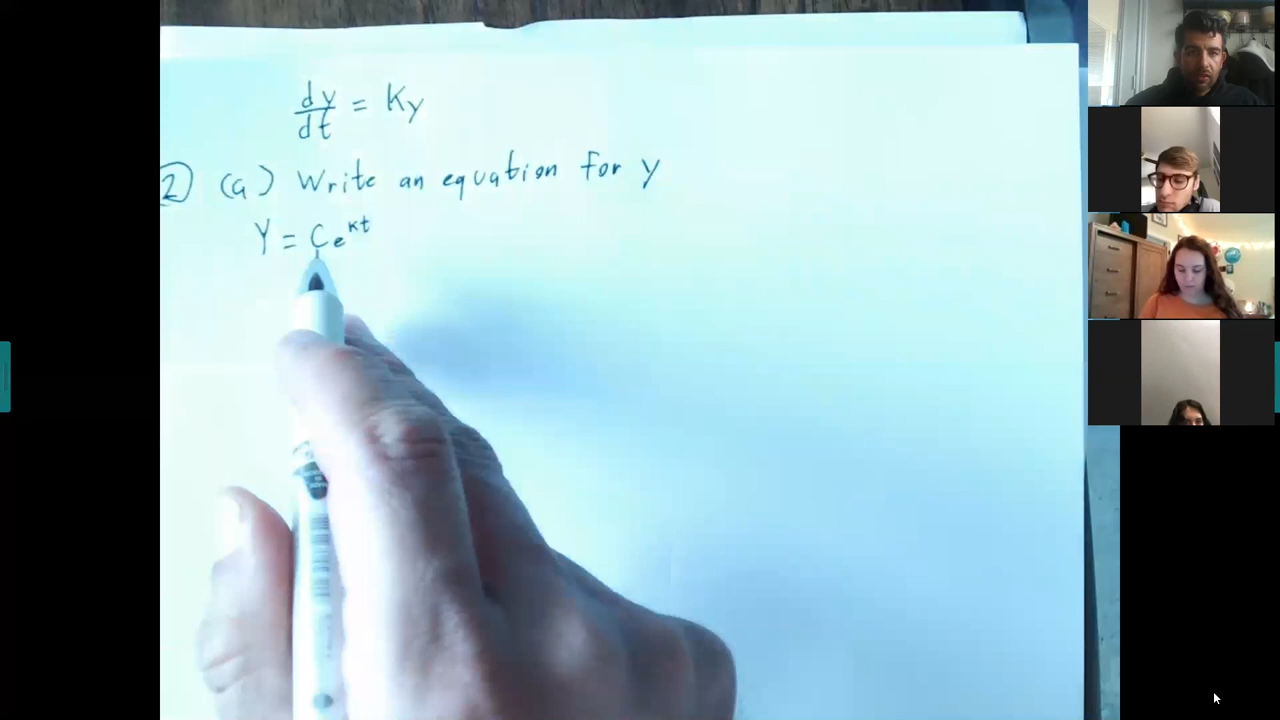 dy/dt = Ky
② (a) Write an equation for y
y = Ce^kt